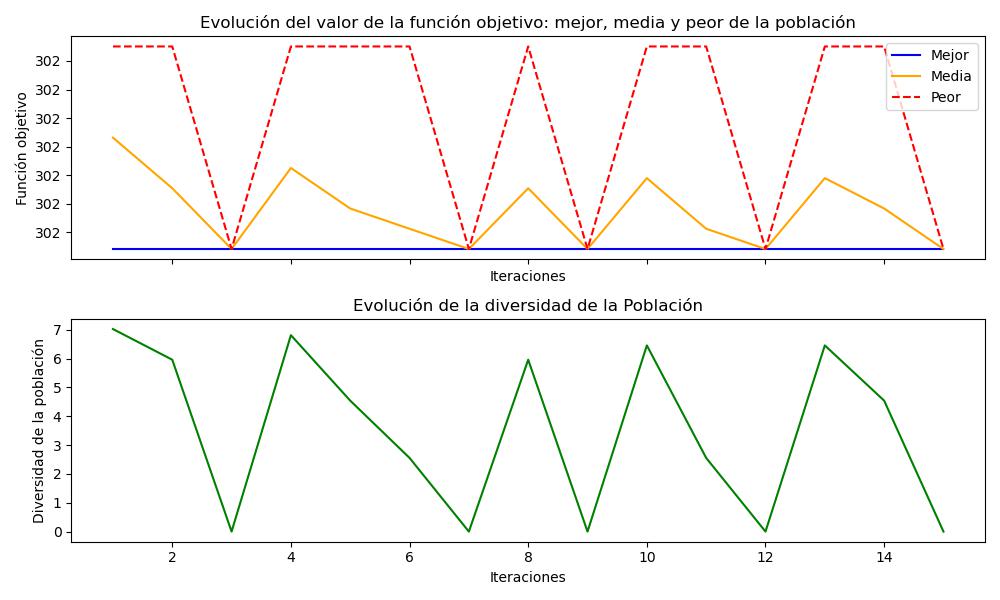 Evolución del valor de la función objetivo: mejor, media y peor de la población
Función objetivo
302
302
302
302
302
302
302
Mejor
Media
Peor
Iteraciones
Evolución de la diversidad de la Población
Diversidad de la población
7
6
5
4
3
2
1
0
2 4 6 8 10 12 14
Iteraciones